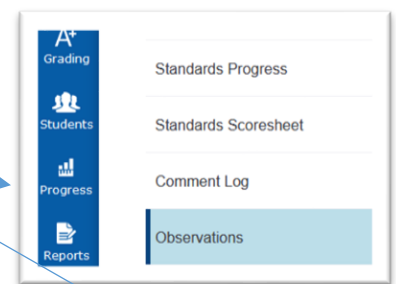 A+
Grading
Students
Progress
Reports
Standards Progress
Standards Scoresheet
Comment Log
Observations